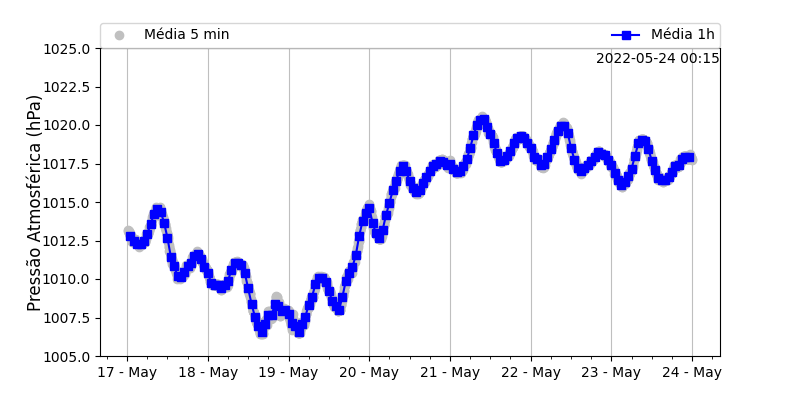 Média 5 min
Média 1h
2022-05-24 00:15
Pressão Atmosférica (hPa)
1025.0
1022.5
1020.0
1017.5
1015.0
1012.5
1010.0
1007.5
1005.0
17 - May
18 - May
19 - May
20 - May
21 - May
22 - May
23 - May
24 - May